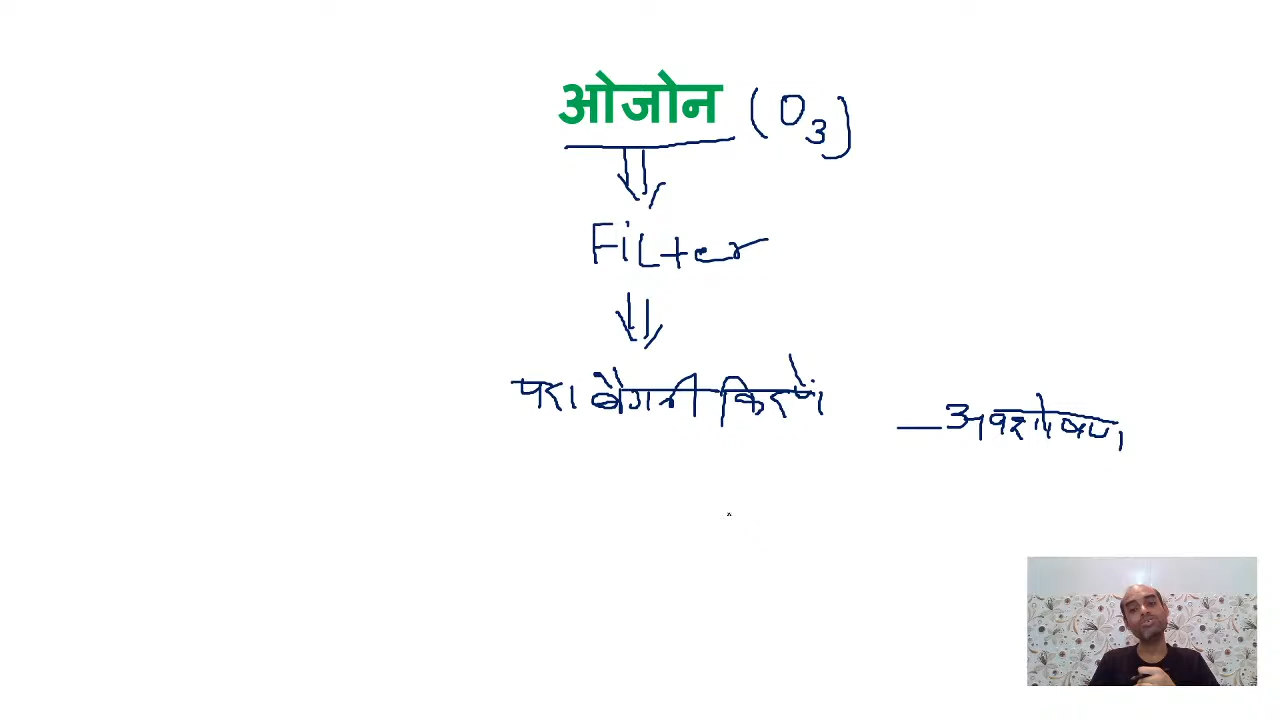 ओजोन (O3)
Filter
परा बैंगनी किरणें
— अवशोषण